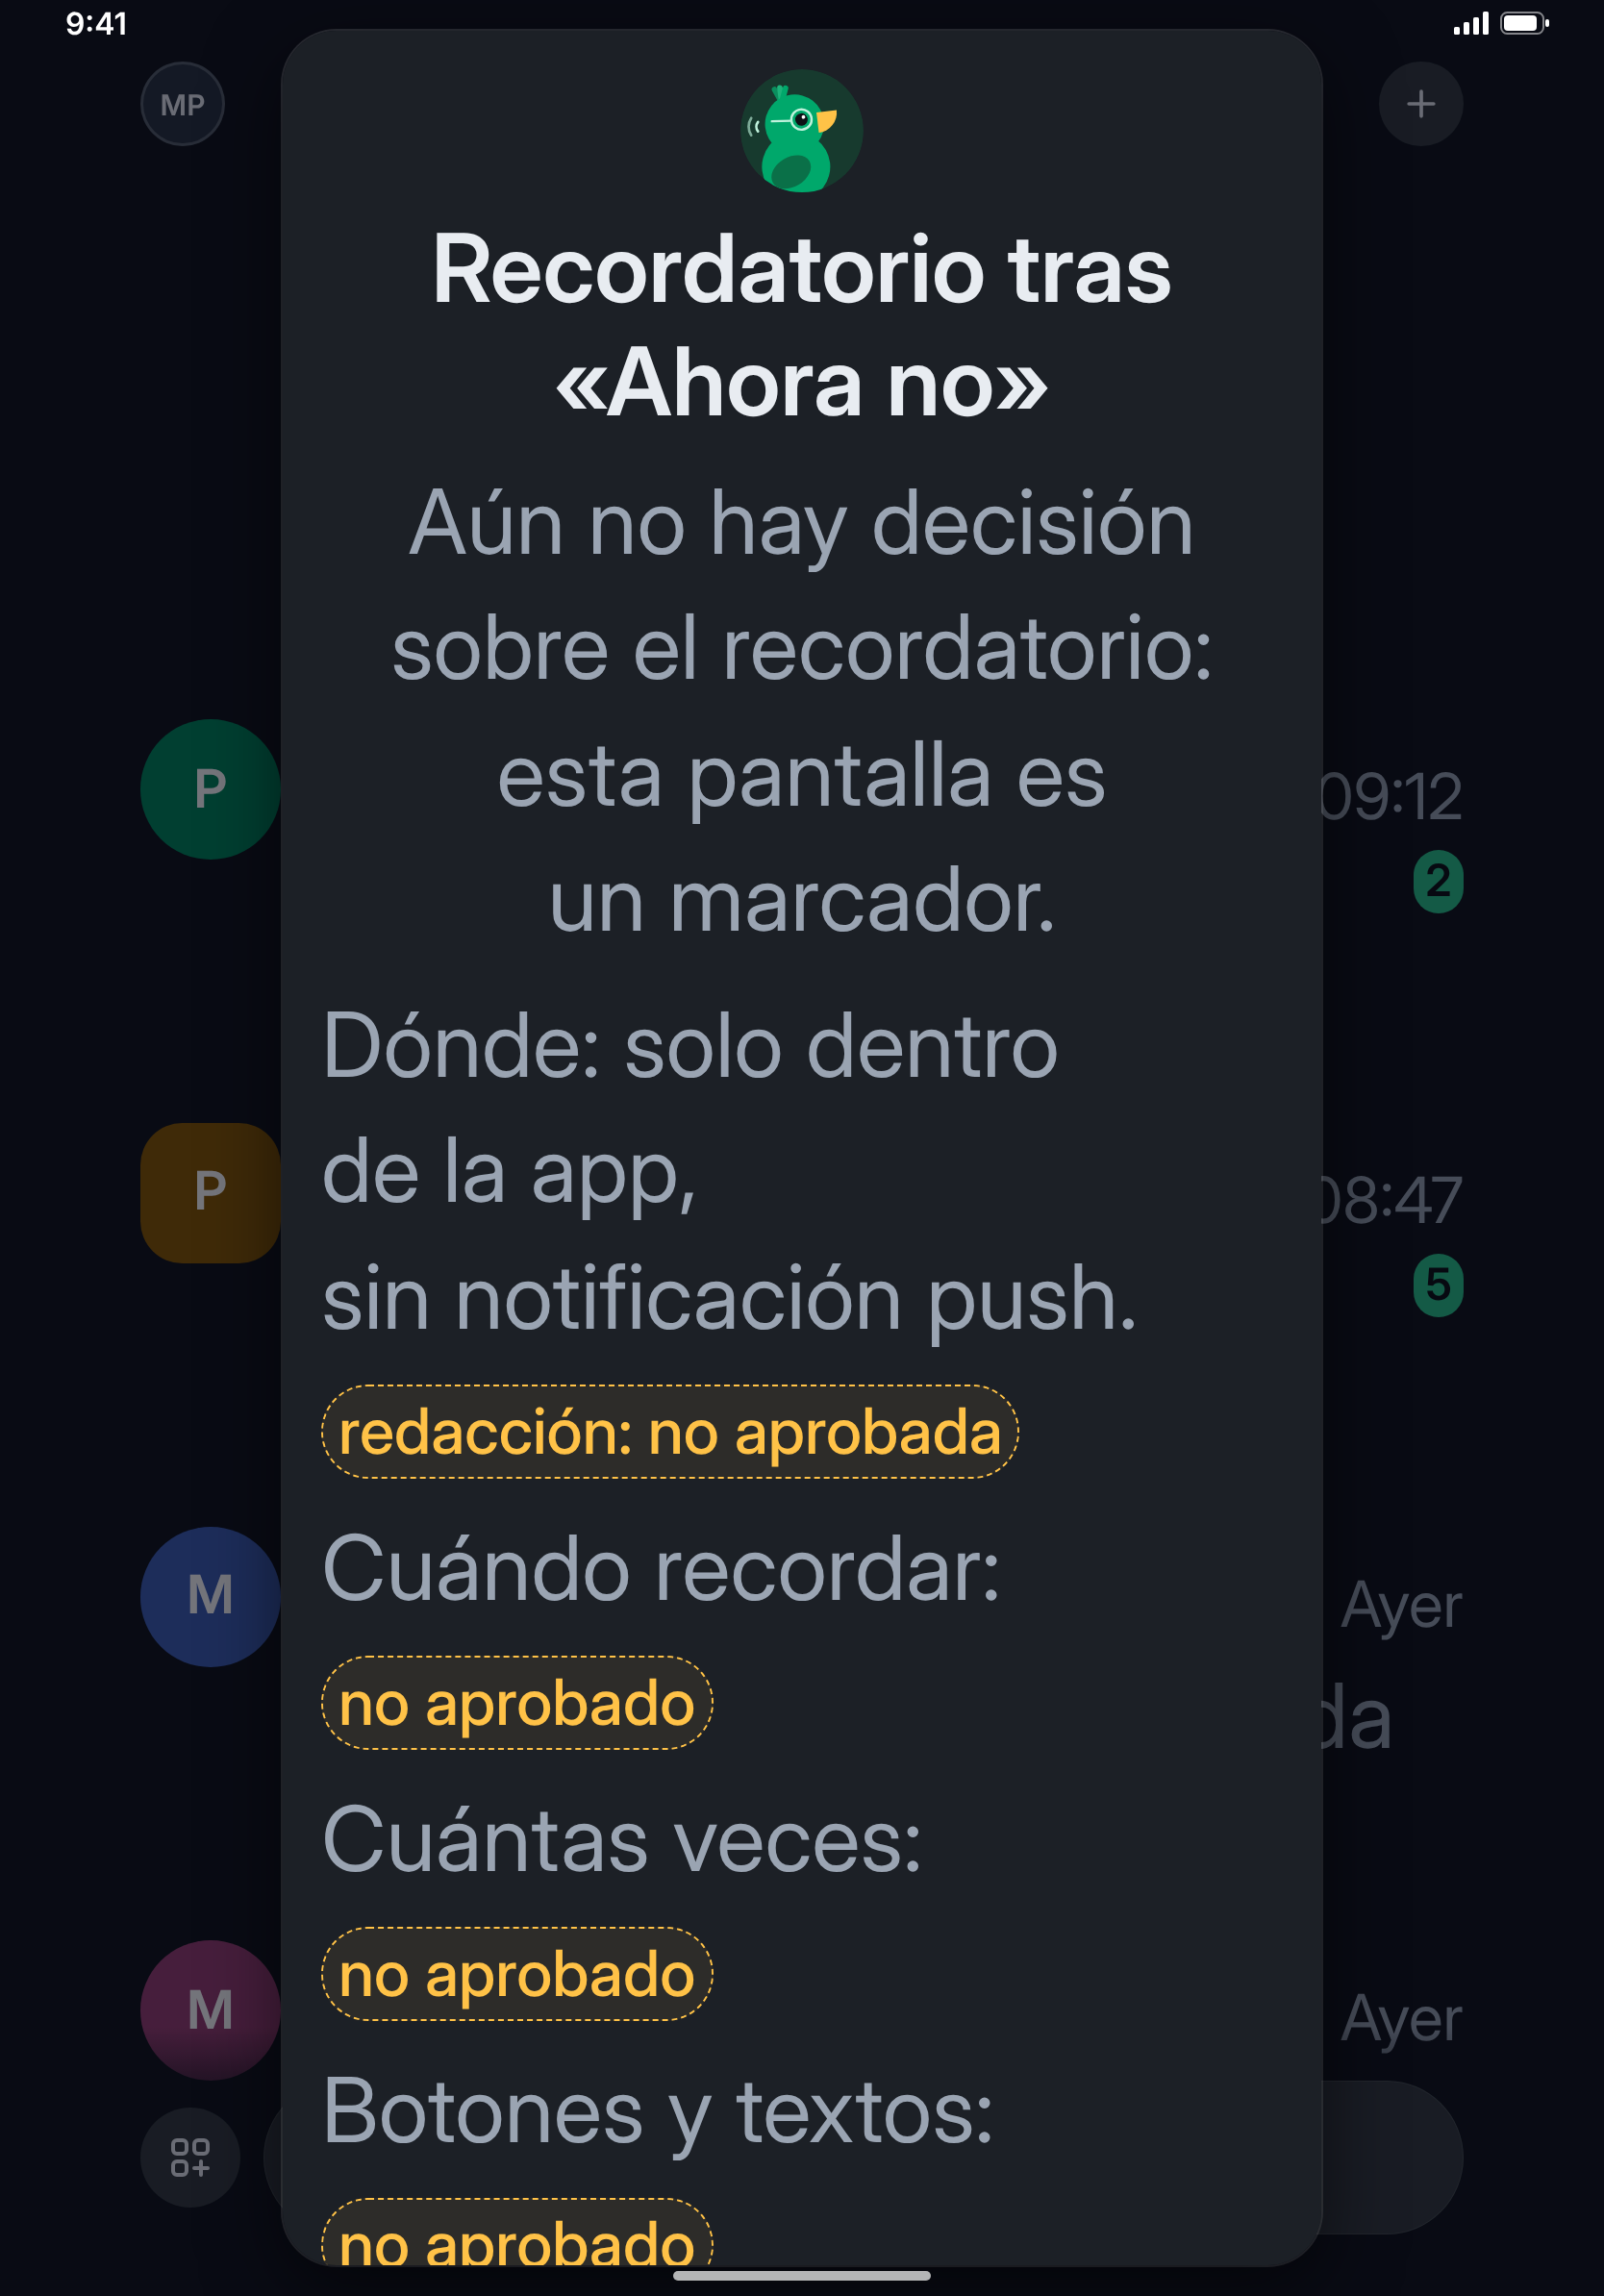 9:41
MP
Recordatorio tras
«Ahora no»
Aún no hay decisión
sobre el recordatorio:
esta pantalla es
un marcador.
P
09:12
2
Dónde: solo dentro
de la app,
sin notificación push.
P
08:47
5
redacción: no aprobada
Cuándo recordar:
M
Ayer
no aprobado
Cuántas veces:
no aprobado
M
Ayer
Botones y textos:
no aprobado